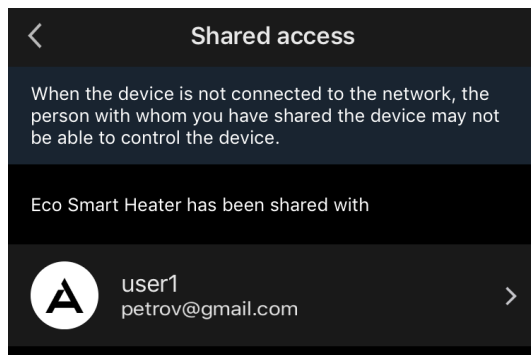 Shared access
When the device is not connected to the network, the
person with whom you have shared the device may not
be able to control the device.
Eco Smart Heater has been shared with
user1
petrov@gmail.com